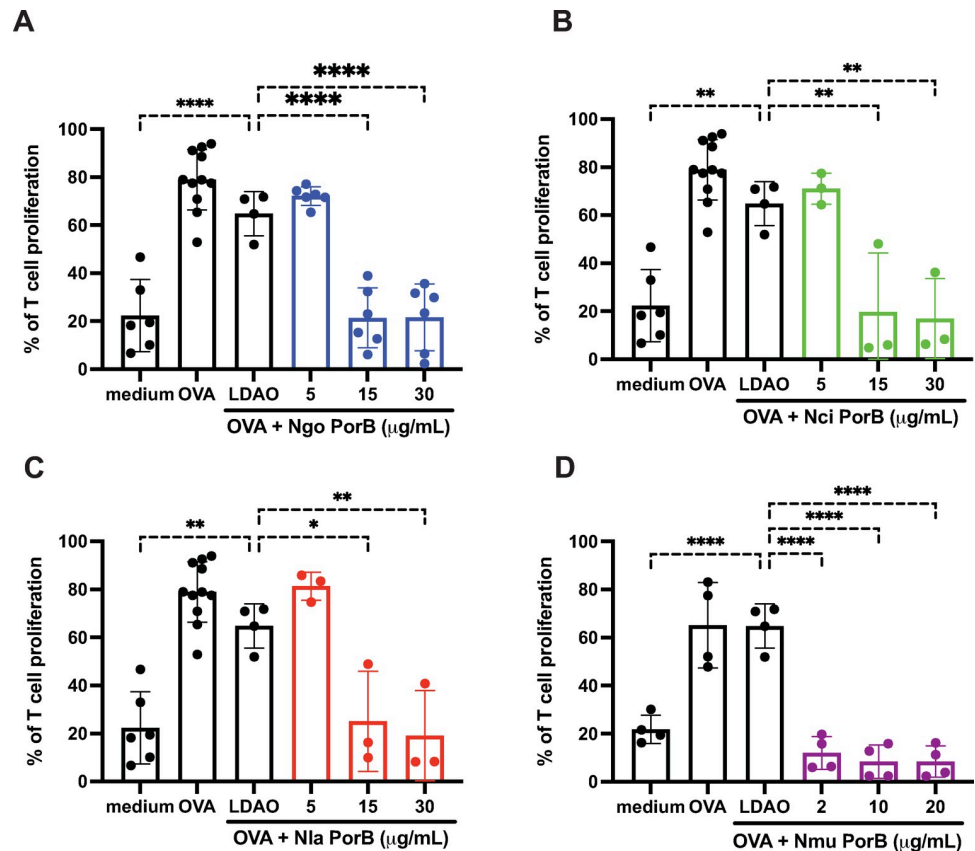 A
****
****
****
% of T cell proliferation
100
80
60
40
20
0
medium OVA LDAO 5 15 30
OVA + Ngo PorB (μg/mL)
B
**
**
**
% of T cell proliferation
100
80
60
40
20
0
medium OVA LDAO 5 15 30
OVA + Nci PorB (μg/mL)
C
**
**
*
% of T cell proliferation
100
80
60
40
20
0
medium OVA LDAO 5 15 30
OVA + Nla PorB (μg/mL)
D
****
****
****
****
% of T cell proliferation
100
80
60
40
20
0
medium OVA LDAO 2 10 20
OVA + Nmu PorB (μg/mL)